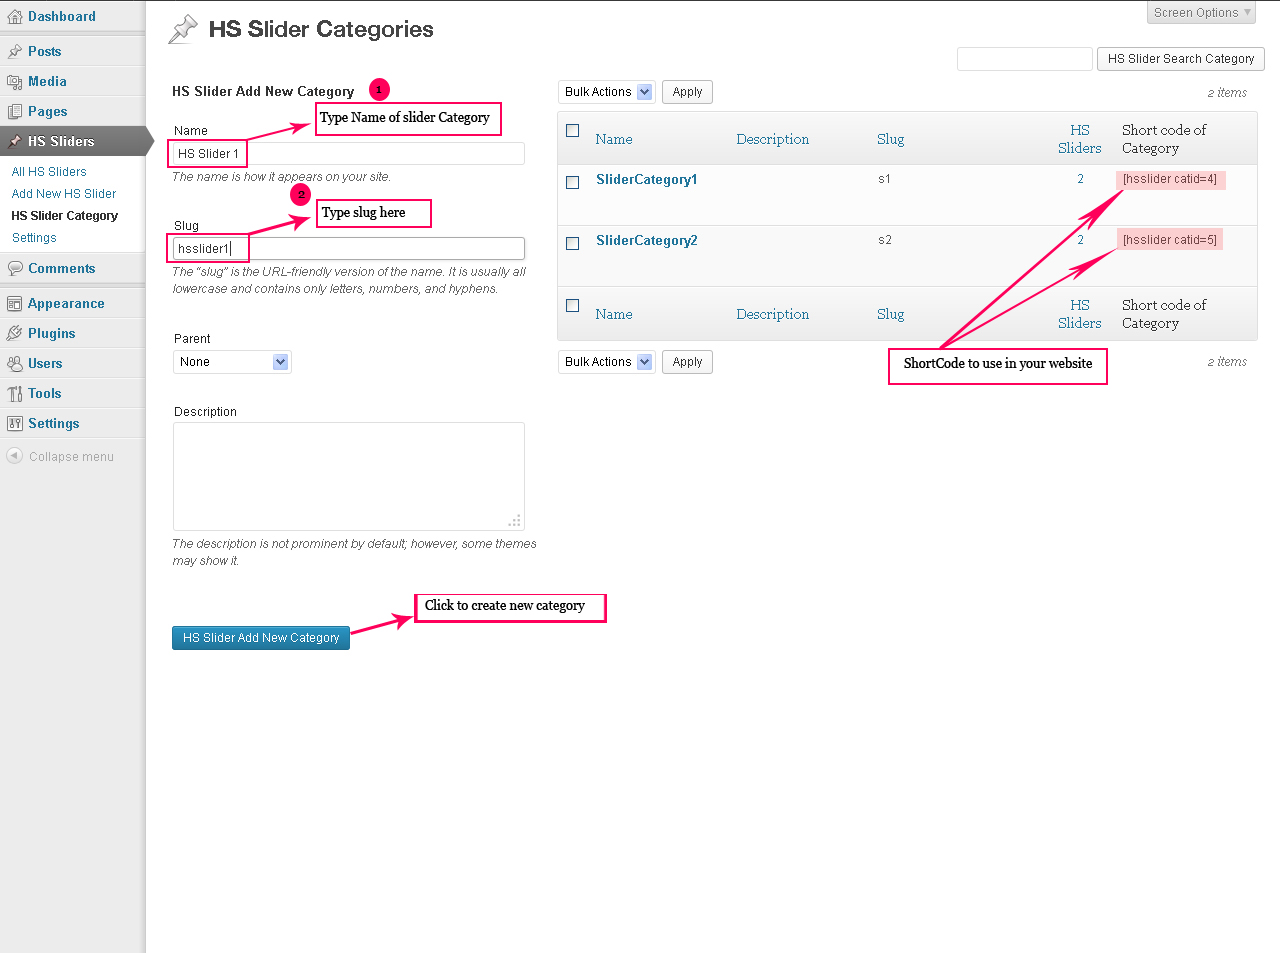 Dashboard
Posts
Media
Pages
HS Sliders
All HS Sliders
Add New HS Slider
HS Slider Category
Settings
Comments
Appearance
Plugins
Users
Tools
Settings
Collapse menu
Screen Options
HS Slider Categories
HS Slider Search Category
HS Slider Add New Category
1
Type Name of slider Category
Name
HS Slider 1
The name is how it appears on your site.
2
Type slug here
Slug
hsslider1
The "slug" is the URL-friendly version of the name. It is usually all
lowercase and contains only letters, numbers, and hyphens.
Parent
None
Description
The description is not prominent by default; however, some themes
may show it.
Click to create new category
HS Slider Add New Category
Bulk Actions Apply 2 items
Name Description Slug HS Sliders Short code of Category
SliderCategory1 s1 2 [hsslider catid=4]
SliderCategory2 s2 2 [hsslider catid=5]
Name Description Slug HS Sliders Short code of Category
Bulk Actions Apply 2 items
ShortCode to use in your website